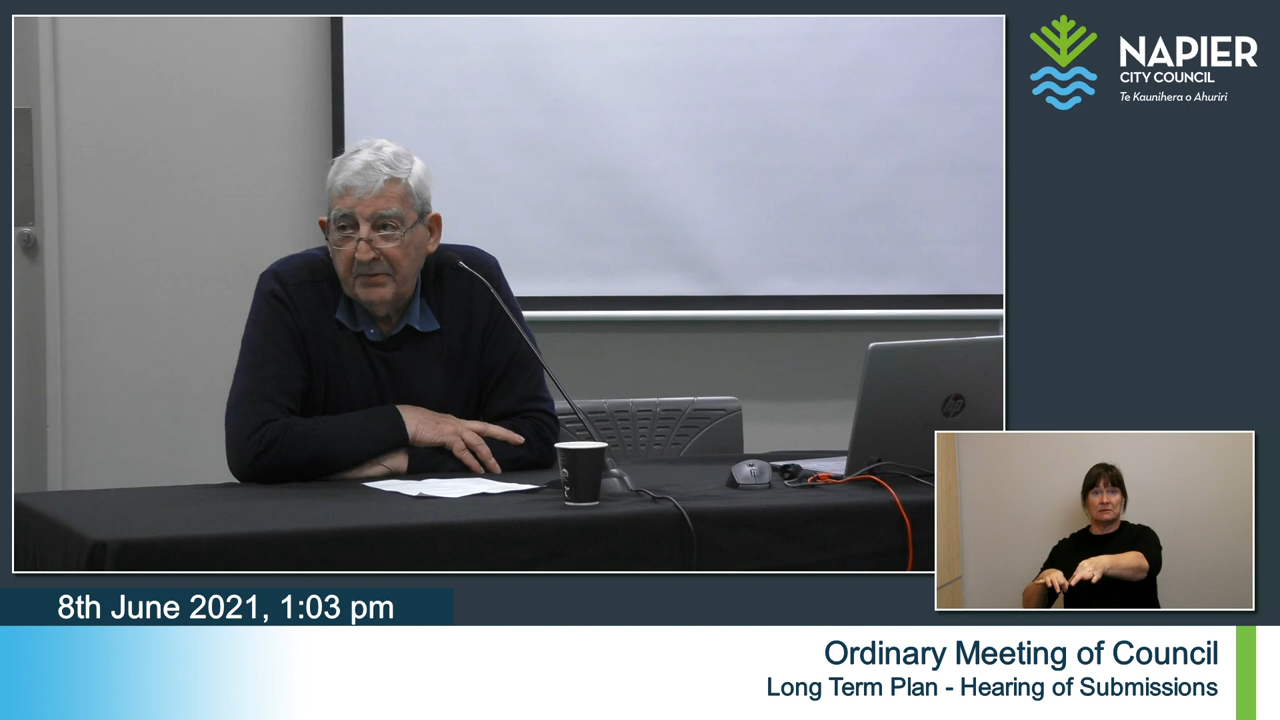 NAPIER
CITY COUNCIL
Te Kaunihera o Ahuriri
hp
8th June 2021, 1:03 pm
Ordinary Meeting of Council
Long Term Plan - Hearing of Submissions